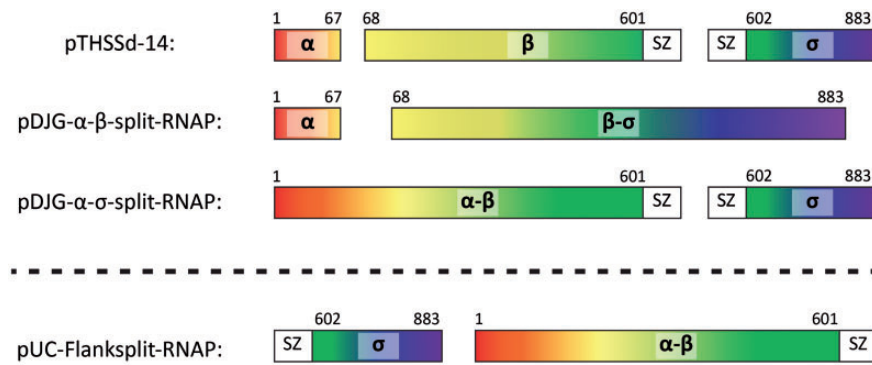 1 67 68 601 602 883
pTHSSd-14: α β SZ SZ σ
1 67 68 883
pDJG-α-β-split-RNAP: α β-σ
1 601 602 883
pDJG-α-σ-split-RNAP: α-β SZ SZ σ
602 883 1 601
pUC-Flanksplit-RNAP: SZ σ α-β SZ